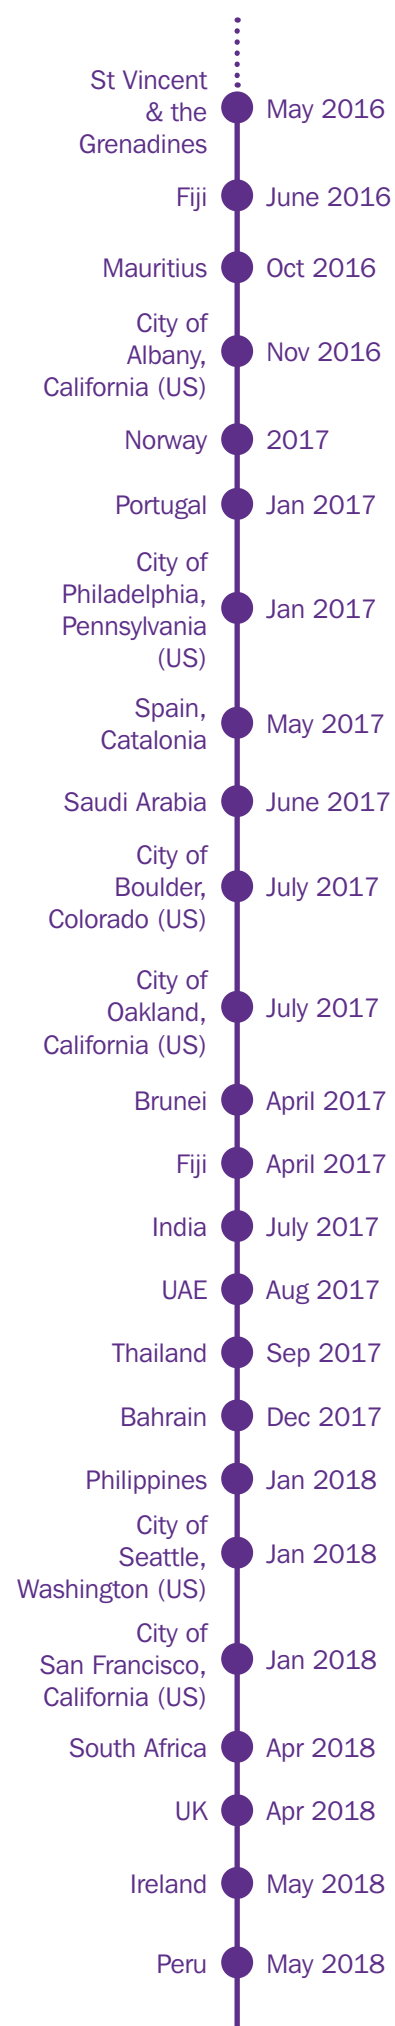 St Vincent
& the
Grenadines
May 2016
Fiji
June 2016
Mauritius
Oct 2016
City of
Albany,
California (US)
Nov 2016
Norway
2017
Portugal
Jan 2017
City of
Philadelphia,
Pennsylvania
(US)
Jan 2017
Spain,
Catalonia
May 2017
Saudi Arabia
June 2017
City of
Boulder,
Colorado (US)
July 2017
City of
Oakland,
California (US)
July 2017
Brunei
April 2017
Fiji
April 2017
India
July 2017
UAE
Aug 2017
Thailand
Sep 2017
Bahrain
Dec 2017
Philippines
Jan 2018
City of
Seattle,
Washington (US)
Jan 2018
City of
San Francisco,
California (US)
Jan 2018
South Africa
Apr 2018
UK
Apr 2018
Ireland
May 2018
Peru
May 2018